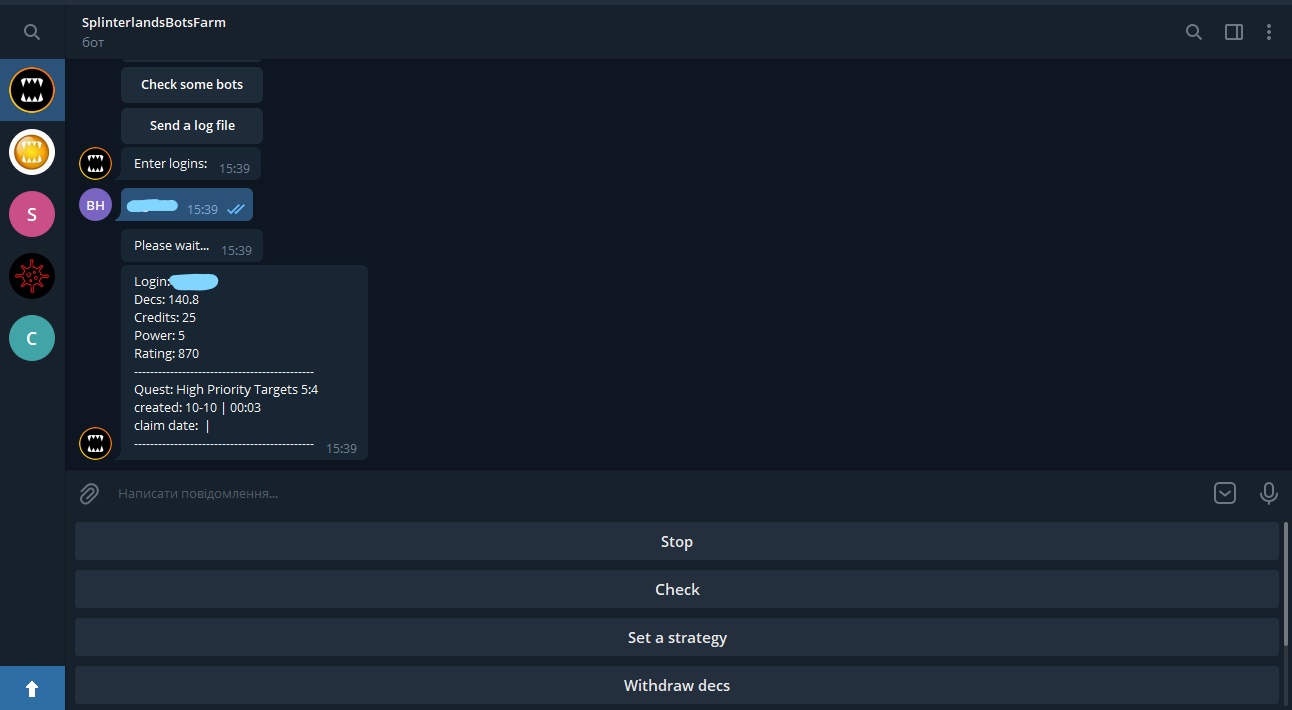 SplinterlandsBotsFarm
бот
Check some bots
Send a log file
Enter logins: 15:39
BH
15:39
Please wait... 15:39
Login:
Decs: 140.8
Credits: 25
Power: 5
Rating: 870
---------------------------------------------
Quest: High Priority Targets 5:4
created: 10-10 | 00:03
claim date:  |
---------------------------------------------
15:39
S
C
Написати повідомлення...
Stop
Check
Set a strategy
Withdraw decs